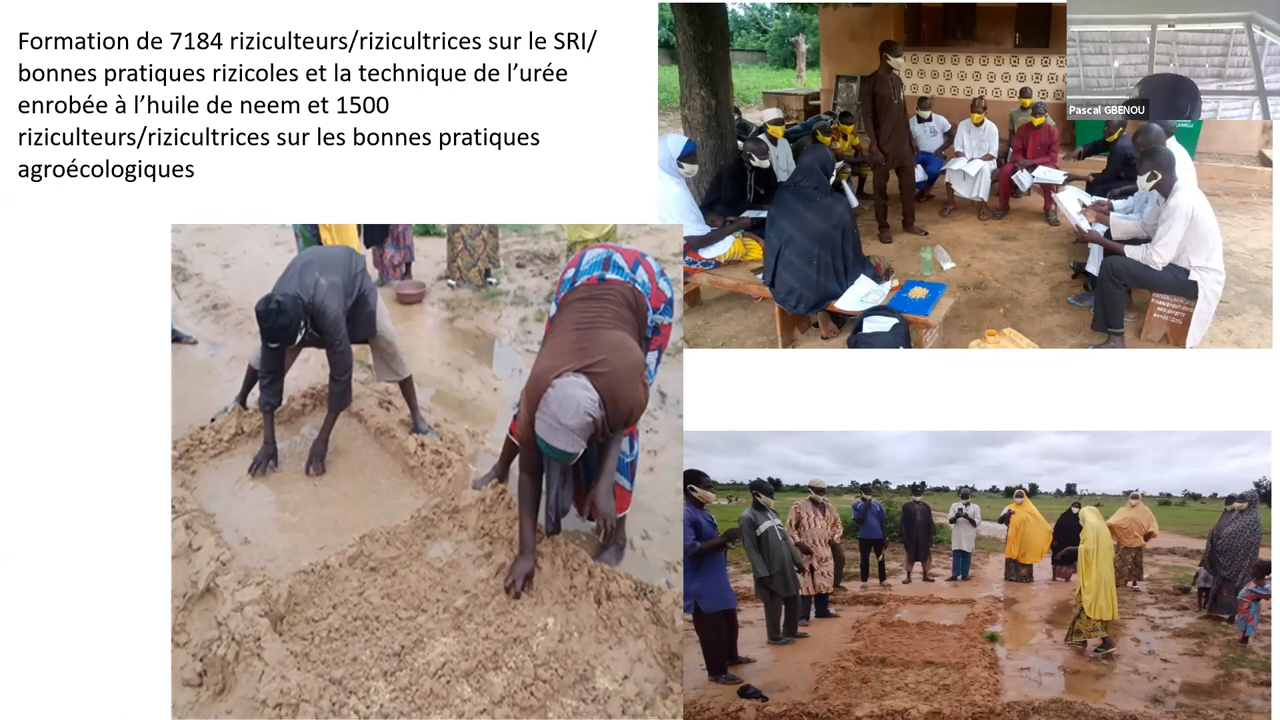 Formation de 7184 riziculteurs/rizicultrices sur le SRI/
bonnes pratiques rizicoles et la technique de l’urée
enrobée à l’huile de neem et 1500
riziculteurs/rizicultrices sur les bonnes pratiques
agroécologiques
Pascal GBENOU